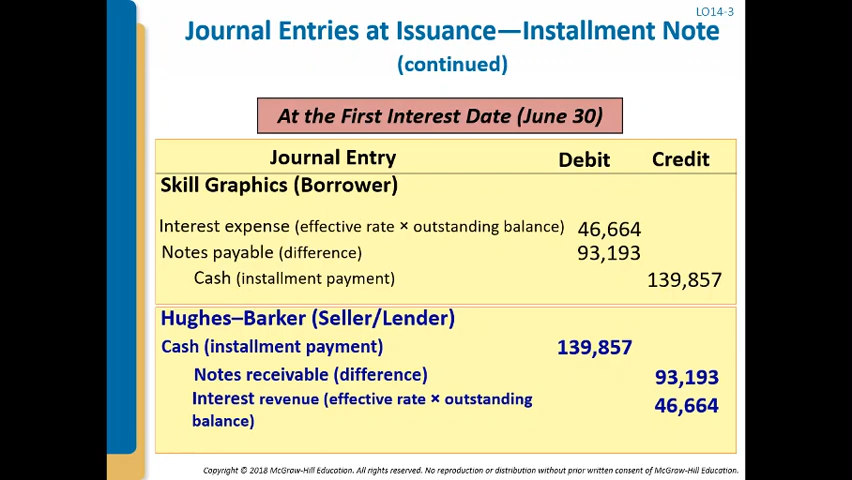 LO14-3
Journal Entries at Issuance—Installment Note
(continued)
At the First Interest Date (June 30)
Journal Entry Debit Credit
Skill Graphics (Borrower)
Interest expense (effective rate × outstanding balance) 46,664
Notes payable (difference) 93,193
Cash (installment payment) 139,857
Hughes–Barker (Seller/Lender)
Cash (installment payment) 139,857
Notes receivable (difference) 93,193
Interest revenue (effective rate × outstanding 46,664
balance)
Copyright © 2018 McGraw-Hill Education. All rights reserved. No reproduction or distribution without prior written consent of McGraw-Hill Education.